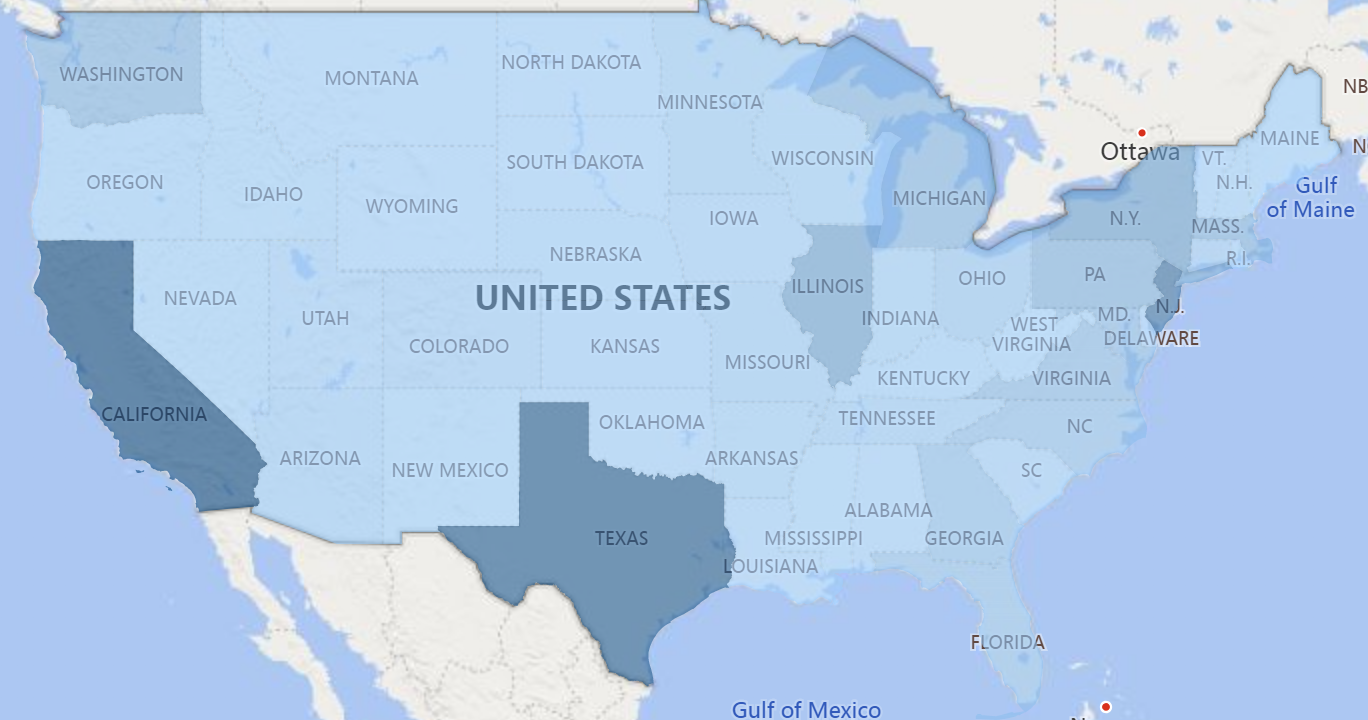 NORTH DAKOTA
WASHINGTON
MONTANA
NB
MINNESOTA
MAINE
Ottawa
VT.
WISCONSIN
SOUTH DAKOTA
OREGON
N.H.
Gulf
of Maine
IDAHO
MICHIGAN
WYOMING
IOWA
N.Y.
MASS.
NEBRASKA
R.I.
PA
OHIO
ILLINOIS
NEVADA
UNITED STATES
N.J.
MD.
UTAH
INDIANA
WEST
VIRGINIA
DELAWARE
COLORADO
KANSAS
MISSOURI
KENTUCKY
VIRGINIA
CALIFORNIA
OKLAHOMA
TENNESSEE
NC
ARIZONA
NEW MEXICO
ARKANSAS
SC
ALABAMA
TEXAS
MISSISSIPPI
GEORGIA
LOUISIANA
FLORIDA
Gulf of Mexico